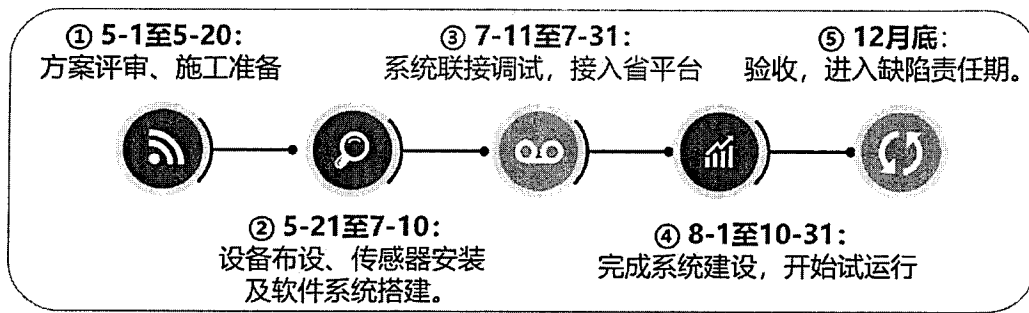 ① 5-1至5-20：
方案评审、施工准备
② 5-21至7-10：
设备布设、传感器安装
及软件系统搭建。
③ 7-11至7-31：
系统联接调试，接入省平台
④ 8-1至10-31：
完成系统建设，开始试运行
⑤ 12月底：
验收，进入缺陷责任期。